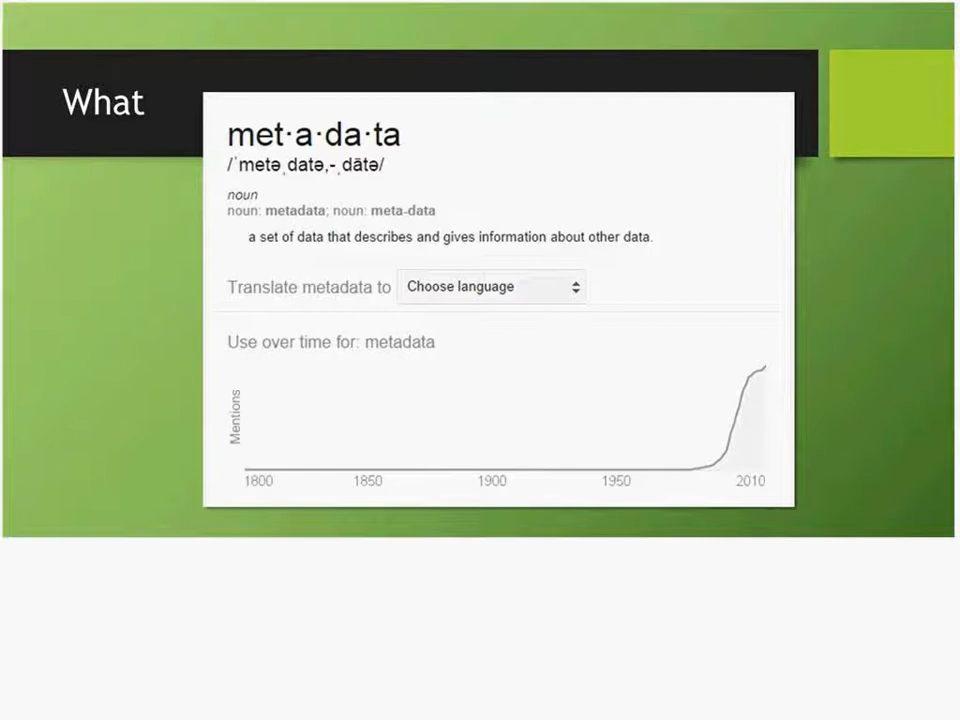 What
met·a·da·ta
/ˈmetəˌdatə,-ˌdātə/
noun
noun: metadata; noun: meta-data
a set of data that describes and gives information about other data.
Translate metadata to Choose language
Use over time for: metadata
Mentions
1800 1850 1900 1950 2010